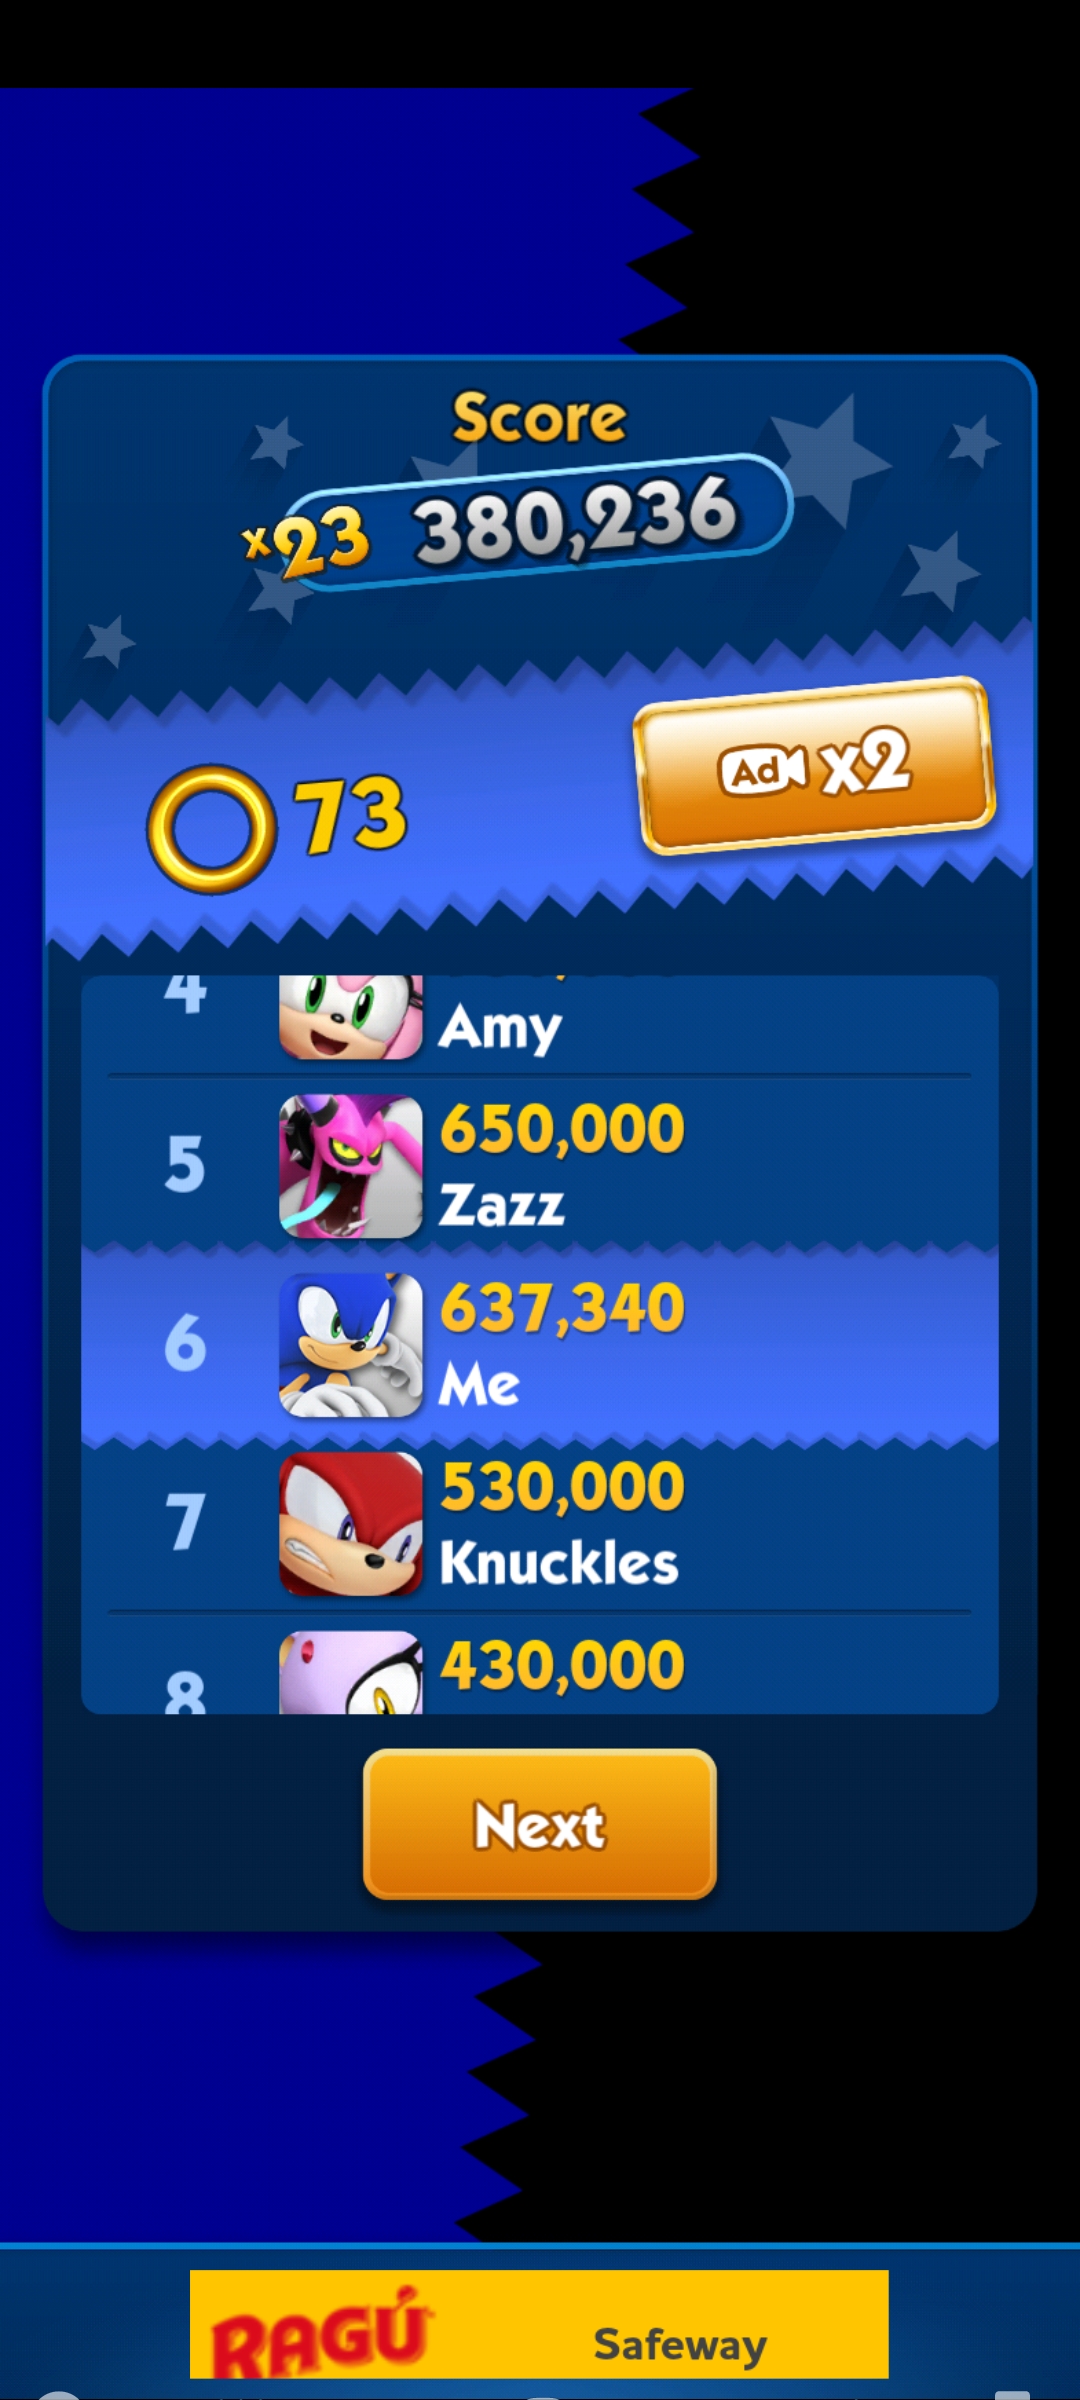 Score
x23 380,236
73
Ad x2
4
Amy
5
650,000
Zazz
6
637,340
Me
7
530,000
Knuckles
8
430,000
Next
RAGÚ
Safeway